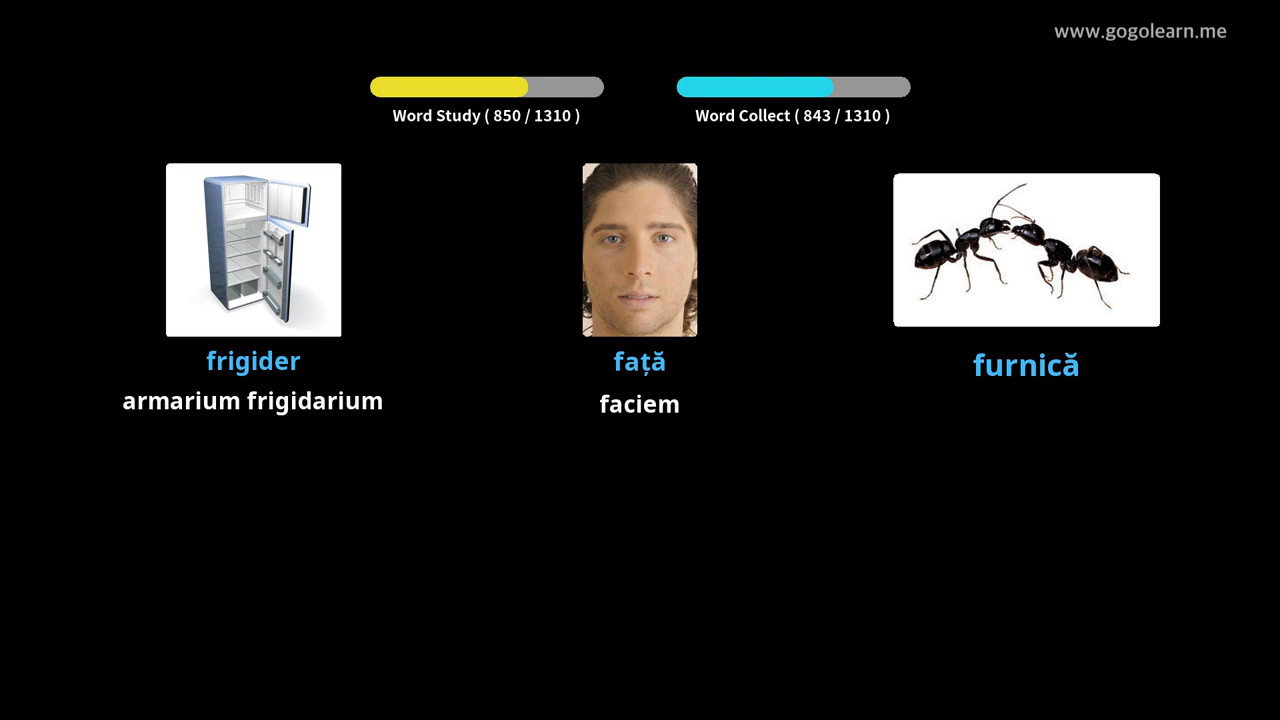 www.gogolearn.me
Word Study ( 850 / 1310 )
Word Collect ( 843 / 1310 )
frigider
armarium frigidarium
față
faciem
furnică